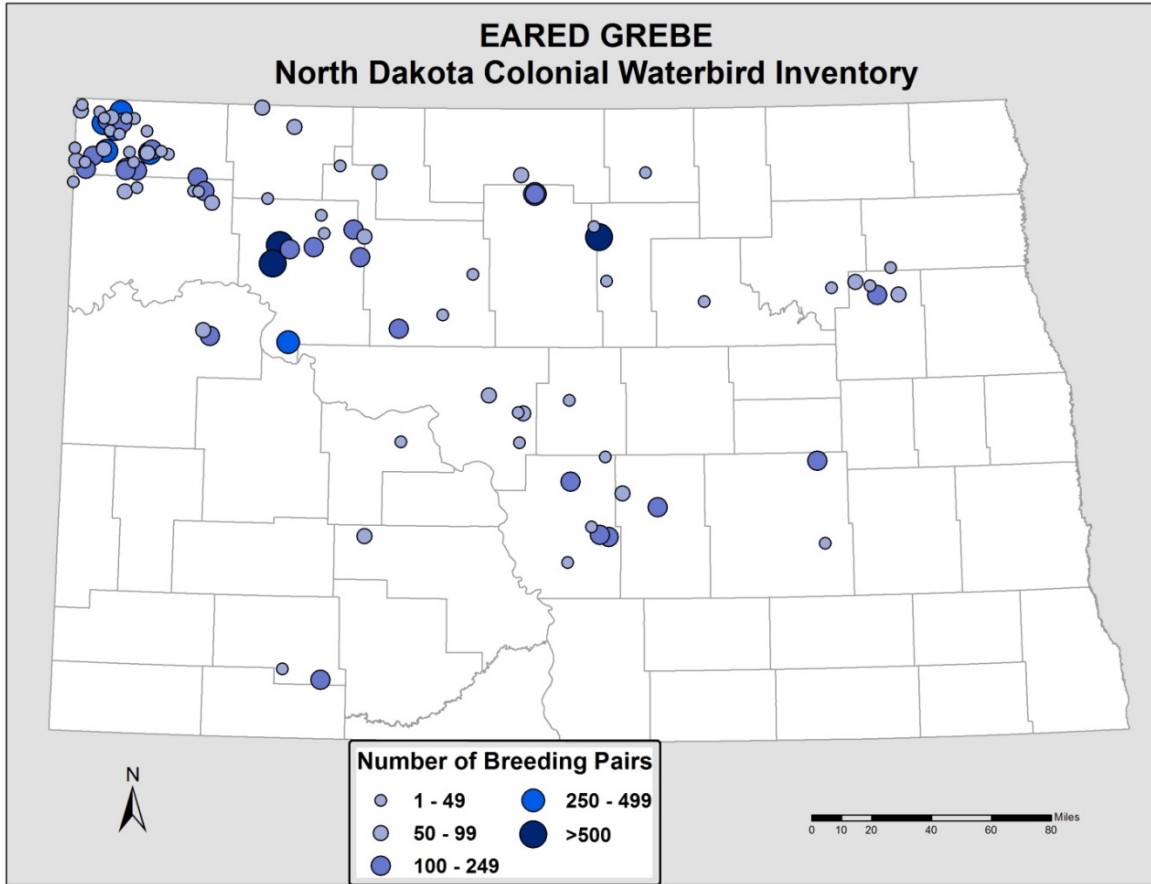 EARED GREBE
North Dakota Colonial Waterbird Inventory
Number of Breeding Pairs
1 - 49
50 - 99
100 - 249
250 - 499
>500
N
Miles
0 10 20 40 60 80